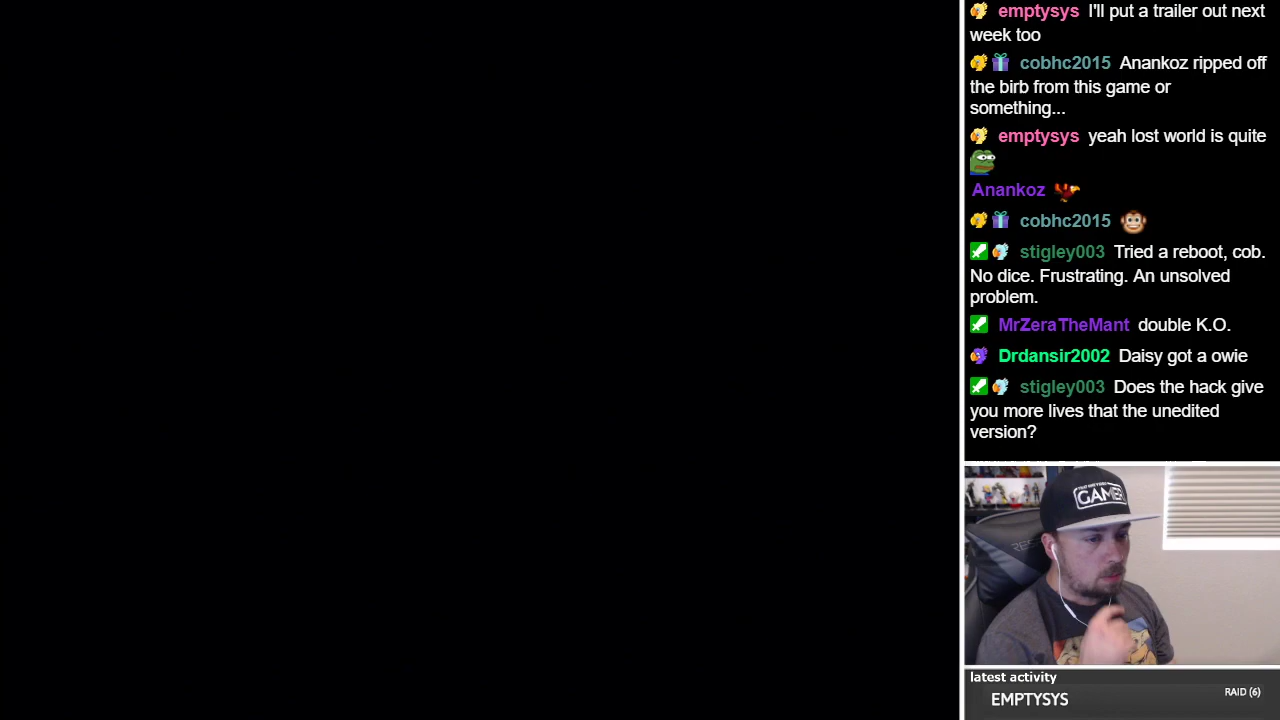 emptysys I'll put a trailer out next
week too
cobhc2015 Anankoz ripped off
the birb from this game or
something...
emptysys yeah lost world is quite
Anankoz
cobhc2015
stigley003 Tried a reboot, cob.
No dice. Frustrating. An unsolved
problem.
MrZeraTheMant double K.O.
Drdansir2002 Daisy got a owie
stigley003 Does the hack give
you more lives that the unedited
version?
GAMER
latest activity
EMPTYSYS RAID (6)